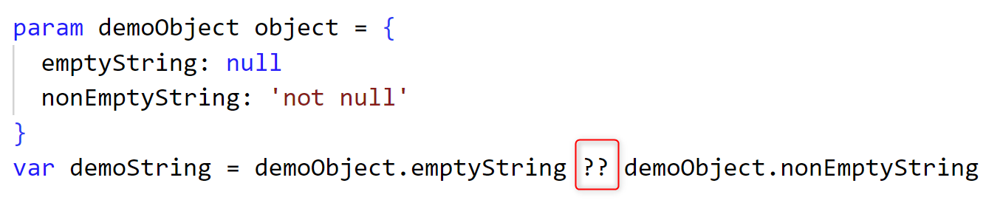 param demoObject object = {
  emptyString: null
  nonEmptyString: 'not null'
}
var demoString = demoObject.emptyString ?? demoObject.nonEmptyString